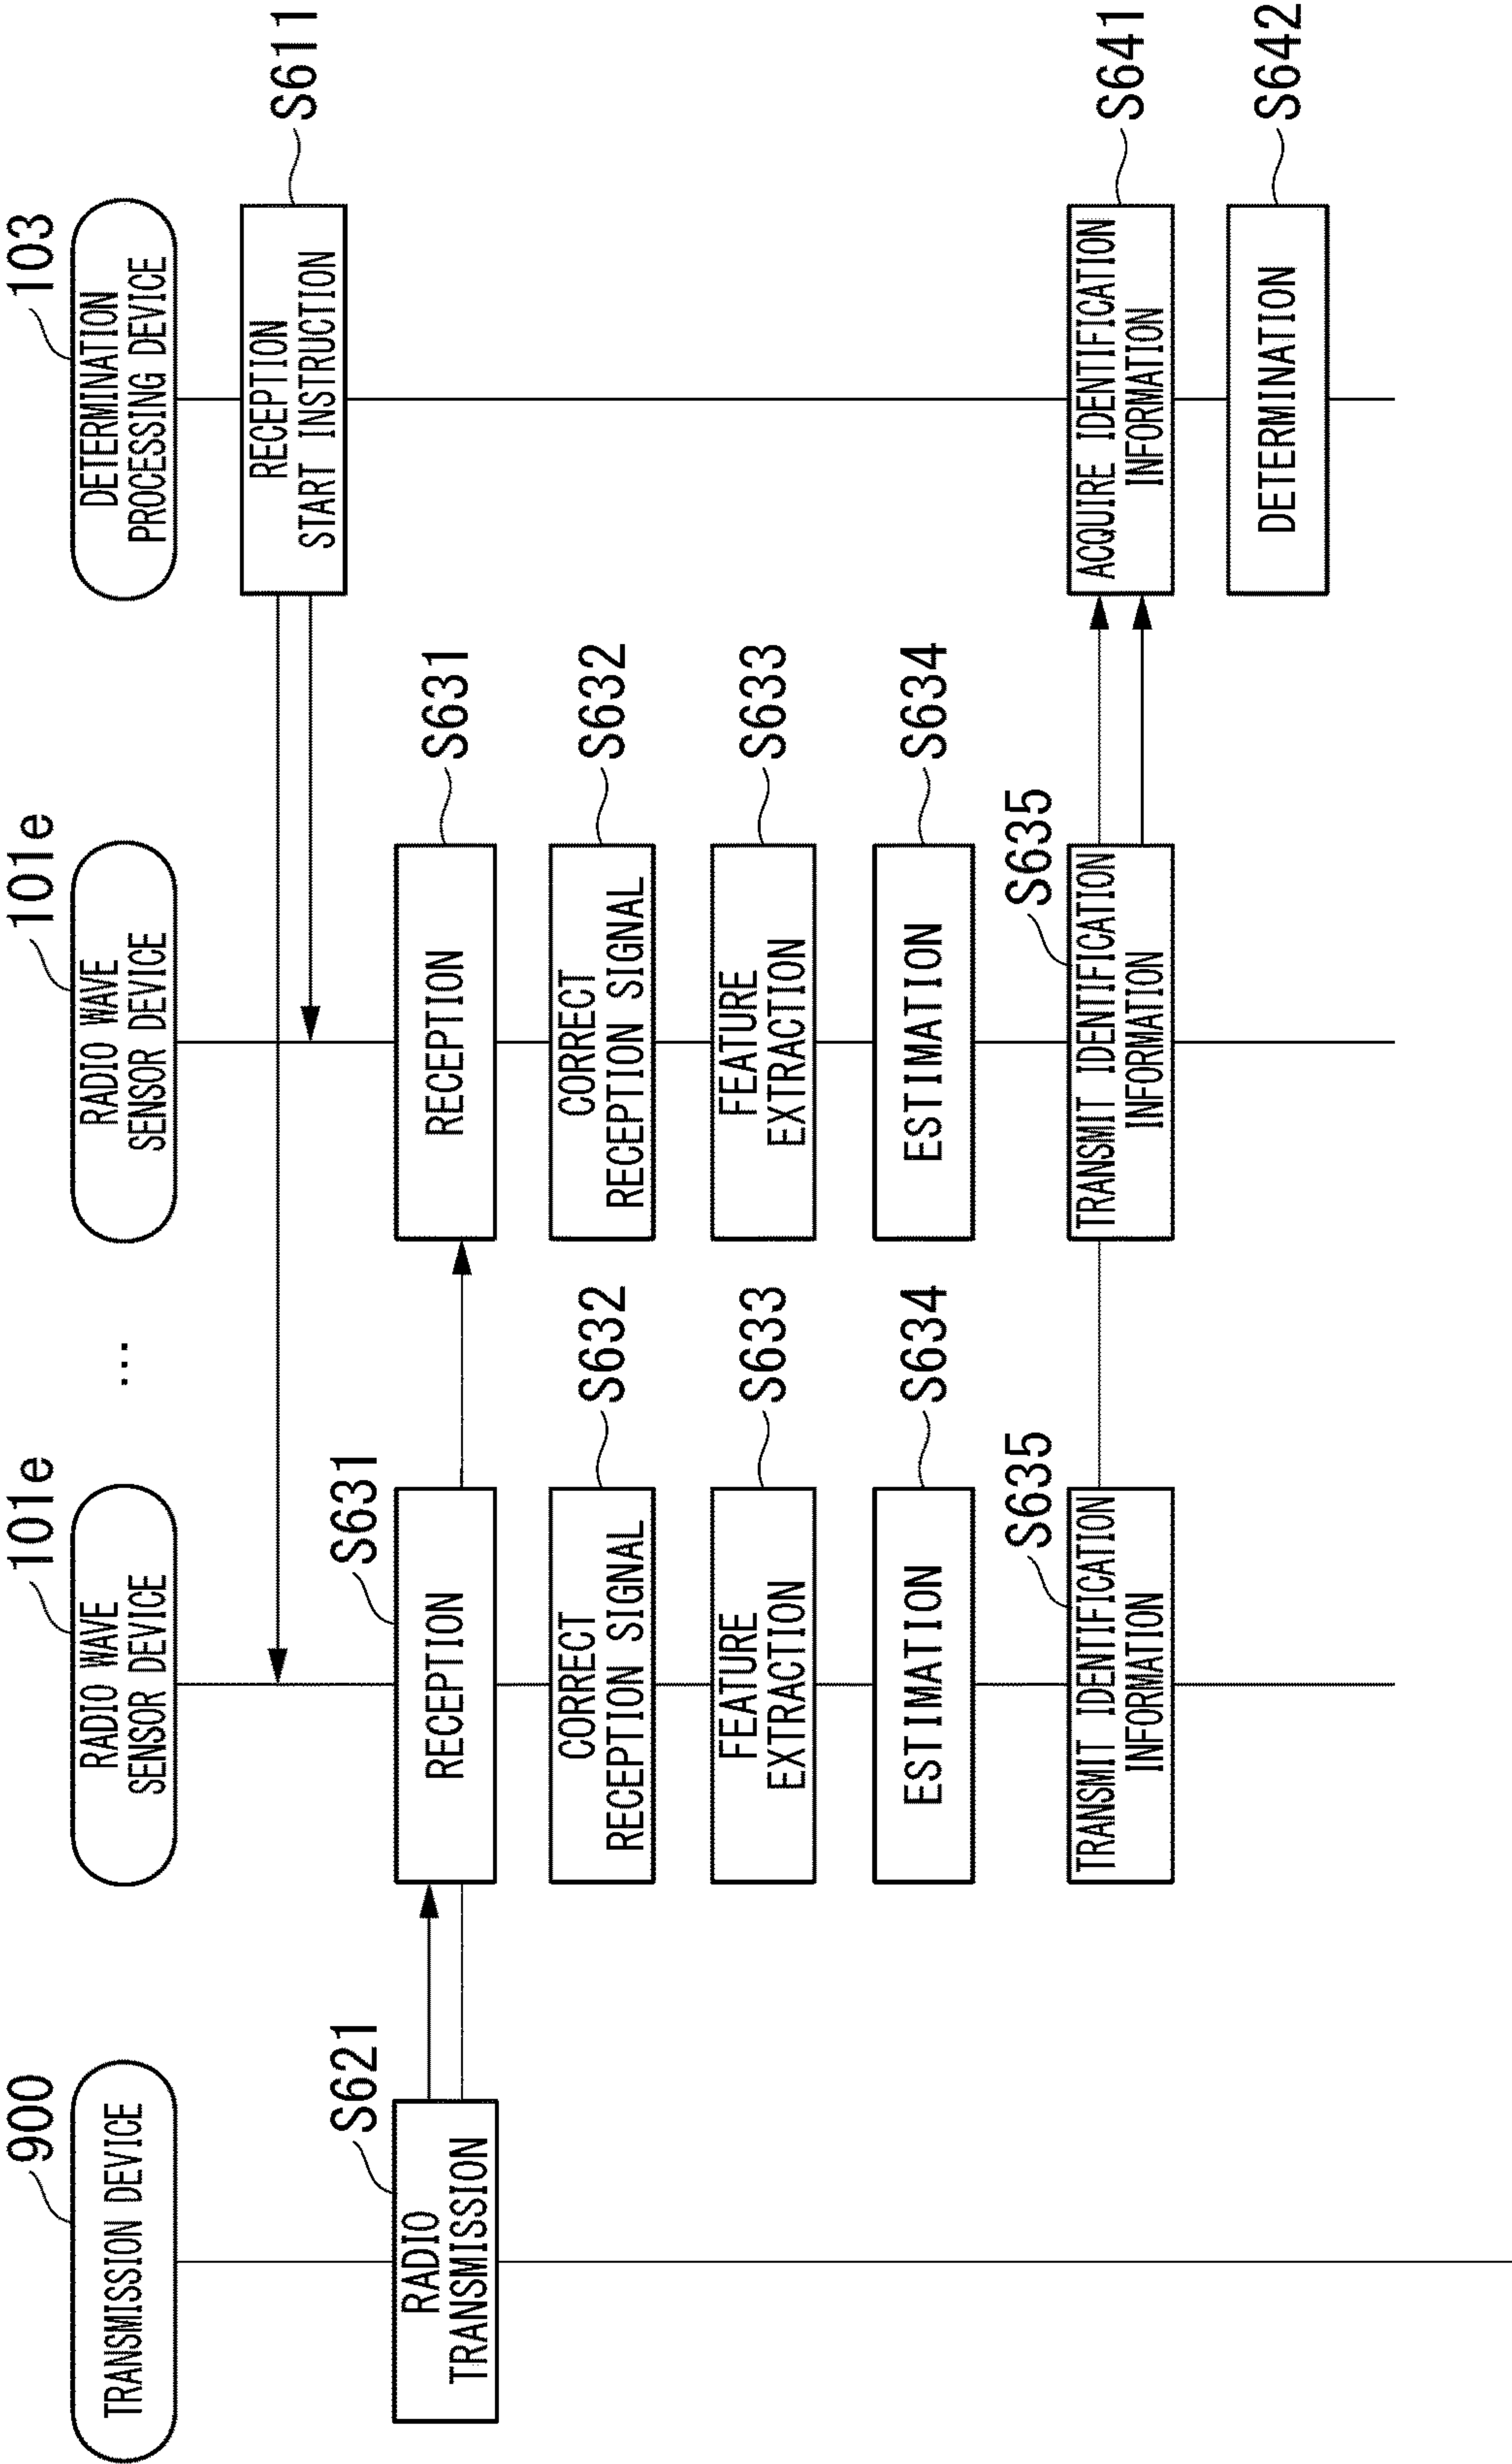 900
TRANSMISSION DEVICE
101e
RADIO WAVE
SENSOR DEVICE
...
101e
RADIO WAVE
SENSOR DEVICE
103
DETERMINATION
PROCESSING DEVICE
RECEPTION
START INSTRUCTION
S611
S621
RADIO
TRANSMISSION
S631
RECEPTION
RECEPTION
S631
CORRECT
RECEPTION SIGNAL
S632
CORRECT
RECEPTION SIGNAL
S632
FEATURE
EXTRACTION
S633
FEATURE
EXTRACTION
S633
ESTIMATION
S634
ESTIMATION
S634
S635
TRANSMIT IDENTIFICATION
INFORMATION
S635
TRANSMIT IDENTIFICATION
INFORMATION
ACQUIRE IDENTIFICATION
INFORMATION
S641
DETERMINATION
S642